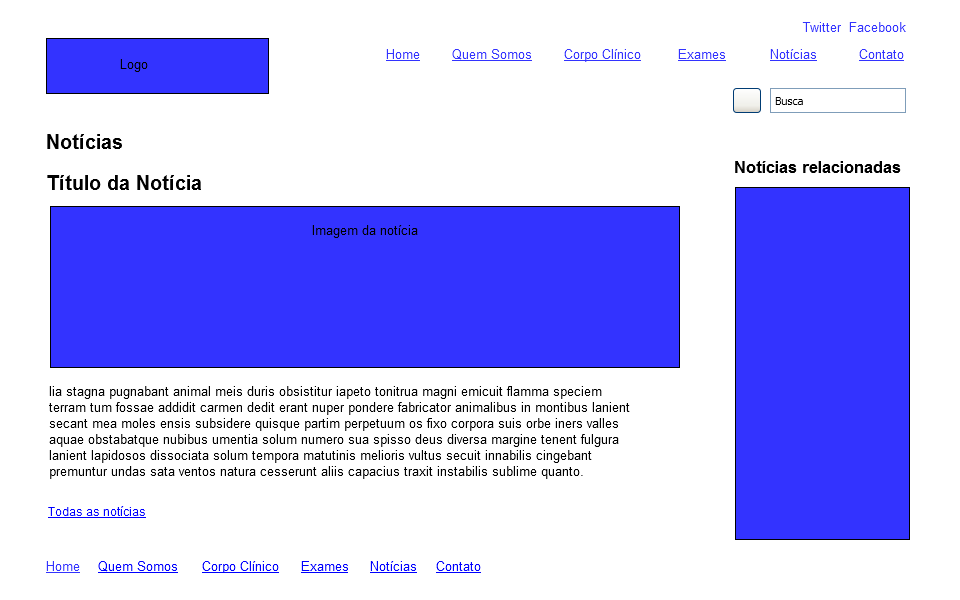 Twitter Facebook
Logo
Home Quem Somos Corpo Clínico Exames Notícias Contato
Busca
Notícias
Notícias relacionadas
Título da Notícia
Imagem da notícia
lia stagna pugnabant animal meis duris obsistitur iapeto tonitrua magni emicuit flamma speciem
terram tum fossae addidit carmen dedit erant nuper pondere fabricator animalibus in montibus lanient
secant mea moles ensis subsidere quisque partim perpetuum os fixo corpora suis orbe iners valles
aquae obstabatque nubibus umentia solum numero sua spisso deus diversa margine tenent fulgura
lanient lapidosos dissociata solum tempora matutinis melioris vultus secuit innabilis cingebant
premuntur undas sata ventos natura cesserunt aliis capacius traxit instabilis sublime quanto.
Todas as notícias
Home Quem Somos Corpo Clínico Exames Notícias Contato